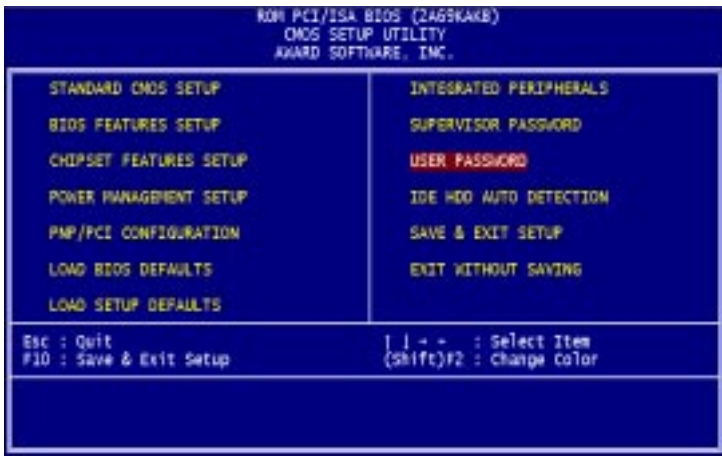 ROM PCI/ISA BIOS (2A69KAKB)
CMOS SETUP UTILITY
AWARD SOFTWARE, INC.
STANDARD CMOS SETUP
BIOS FEATURES SETUP
CHIPSET FEATURES SETUP
POWER MANAGEMENT SETUP
PNP/PCI CONFIGURATION
LOAD BIOS DEFAULTS
LOAD SETUP DEFAULTS
INTEGRATED PERIPHERALS
SUPERVISOR PASSWORD
USER PASSWORD
IDE HDD AUTO DETECTION
SAVE & EXIT SETUP
EXIT WITHOUT SAVING
Esc : Quit
F10 : Save & Exit Setup
: Select Item
(Shift)F2 : Change Color